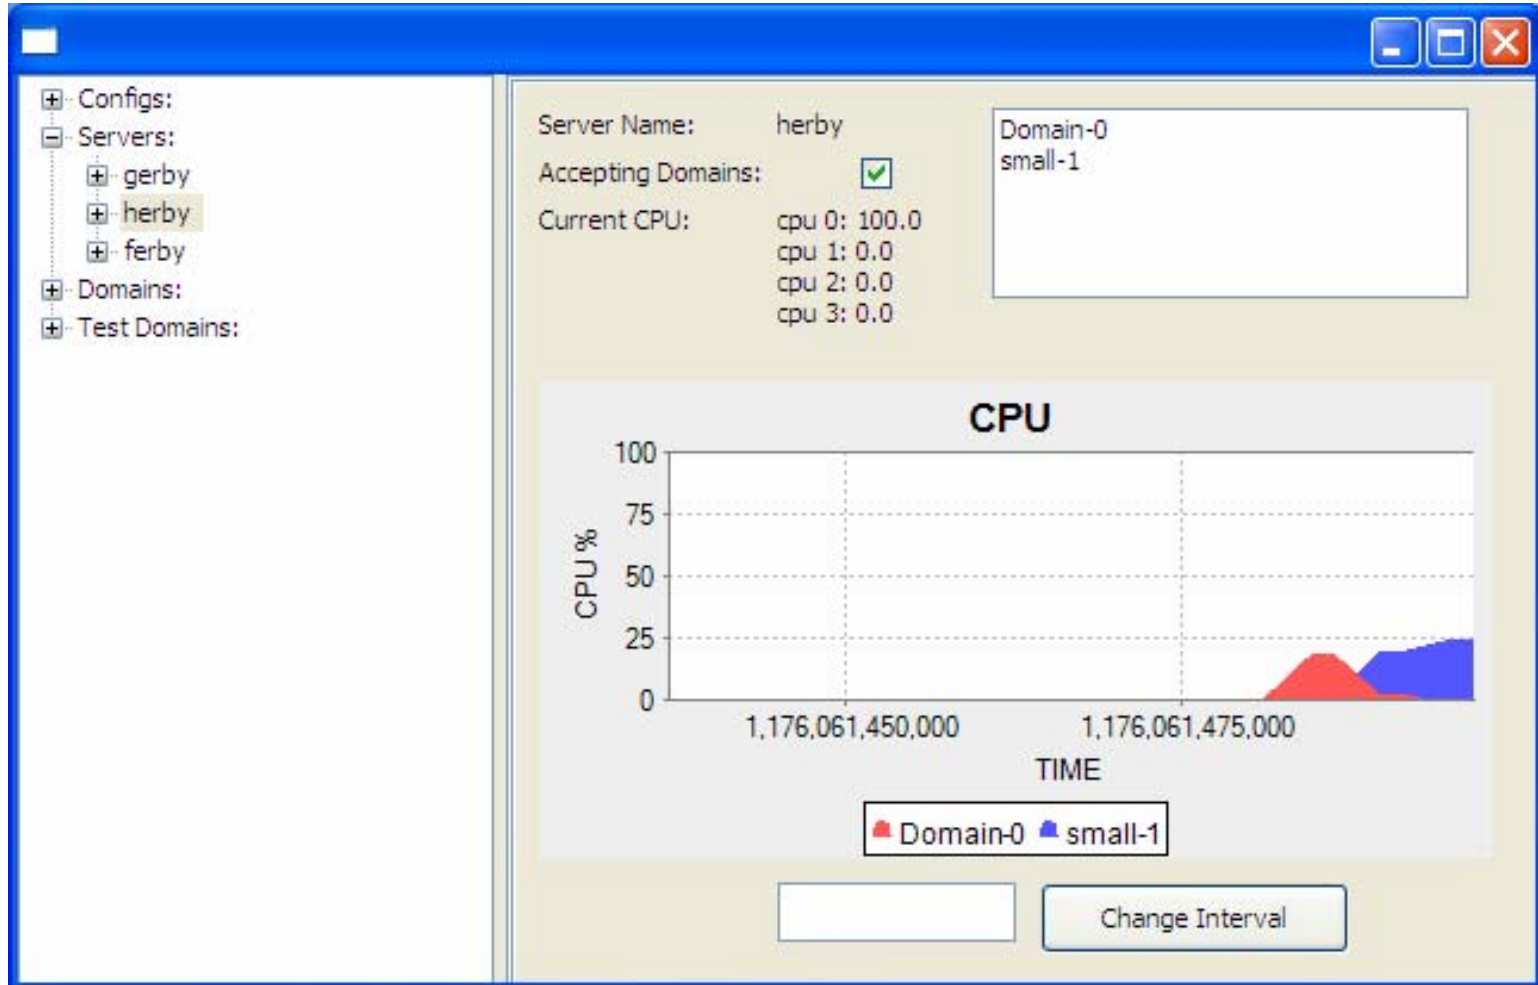 Configs:
Servers:
gerby
herby
ferby
Domains:
Test Domains:
Server Name: herby
Accepting Domains:
Current CPU: cpu 0: 100.0
cpu 1: 0.0
cpu 2: 0.0
cpu 3: 0.0
Domain-0
small-1
CPU
100
75
50
25
0
CPU %
1,176,061,450,000 1,176,061,475,000
TIME
Domain-0 small-1
Change Interval